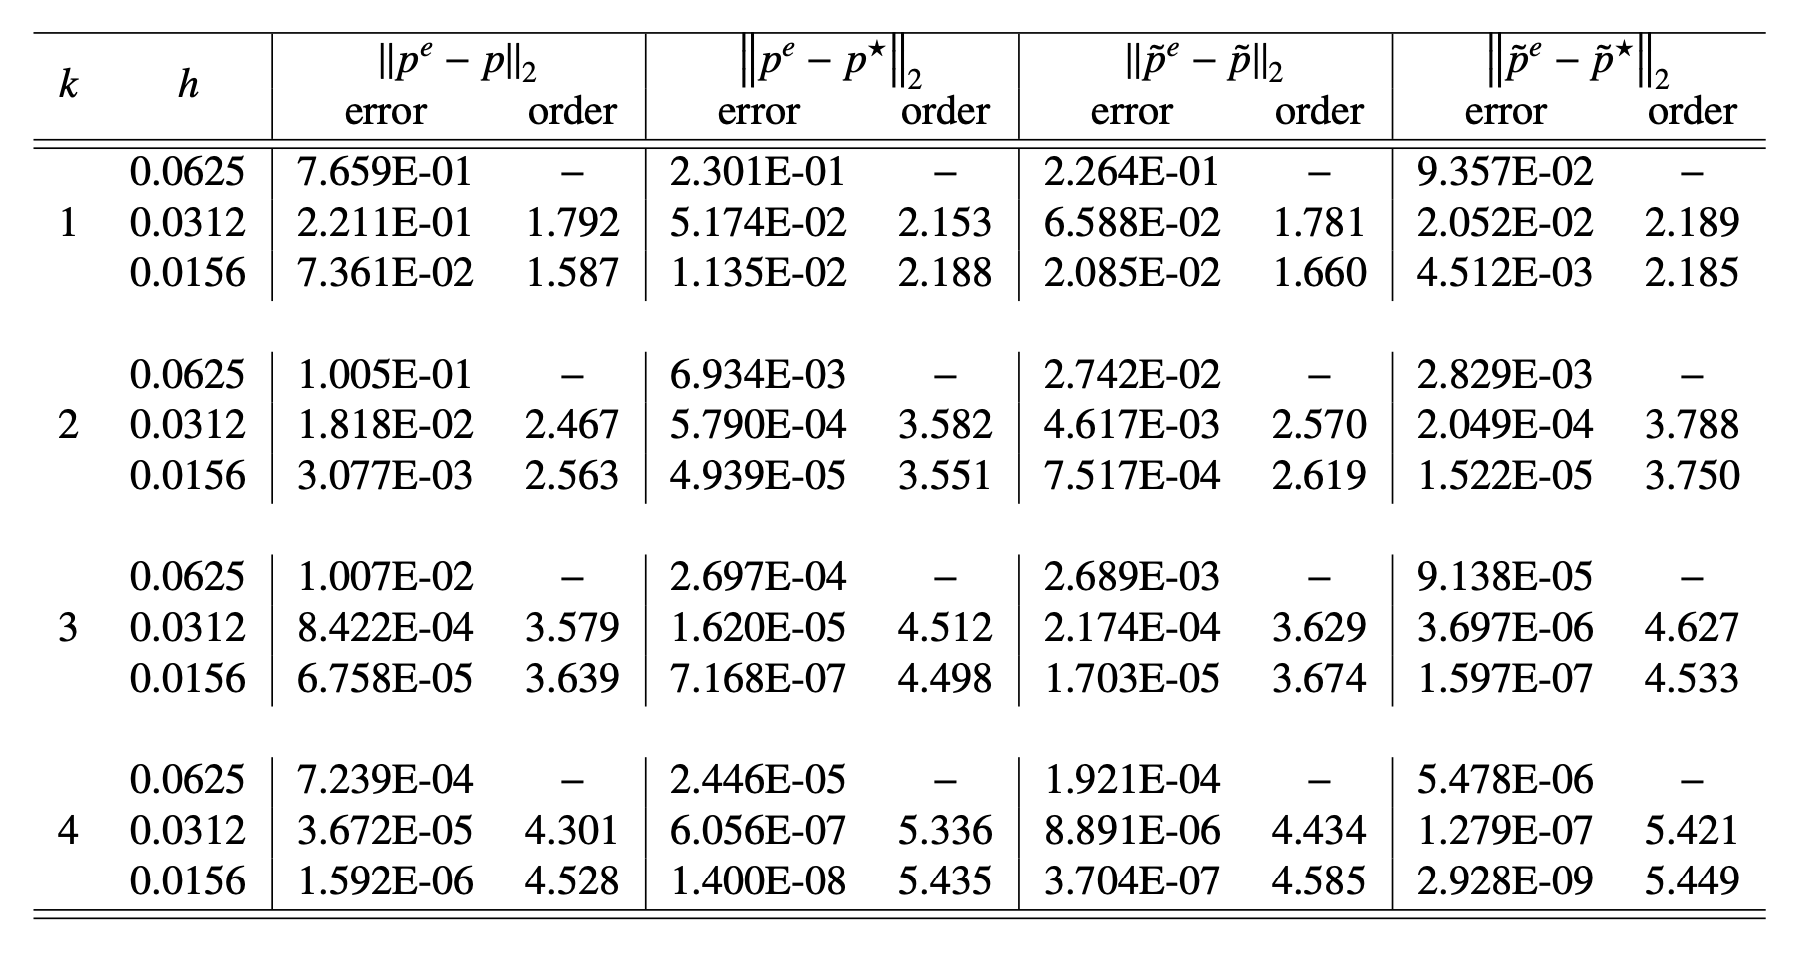 k h ‖pᵉ − p‖₂ ‖pᵉ − p⋆‖₂ ‖p̃ᵉ − p̃‖₂ ‖p̃ᵉ − p̃⋆‖₂
error order error order error order error order
0.0625 7.659E-01 – 2.301E-01 – 2.264E-01 – 9.357E-02 –
1 0.0312 2.211E-01 1.792 5.174E-02 2.153 6.588E-02 1.781 2.052E-02 2.189
0.0156 7.361E-02 1.587 1.135E-02 2.188 2.085E-02 1.660 4.512E-03 2.185
0.0625 1.005E-01 – 6.934E-03 – 2.742E-02 – 2.829E-03 –
2 0.0312 1.818E-02 2.467 5.790E-04 3.582 4.617E-03 2.570 2.049E-04 3.788
0.0156 3.077E-03 2.563 4.939E-05 3.551 7.517E-04 2.619 1.522E-05 3.750
0.0625 1.007E-02 – 2.697E-04 – 2.689E-03 – 9.138E-05 –
3 0.0312 8.422E-04 3.579 1.620E-05 4.512 2.174E-04 3.629 3.697E-06 4.627
0.0156 6.758E-05 3.639 7.168E-07 4.498 1.703E-05 3.674 1.597E-07 4.533
0.0625 7.239E-04 – 2.446E-05 – 1.921E-04 – 5.478E-06 –
4 0.0312 3.672E-05 4.301 6.056E-07 5.336 8.891E-06 4.434 1.279E-07 5.421
0.0156 1.592E-06 4.528 1.400E-08 5.435 3.704E-07 4.585 2.928E-09 5.449